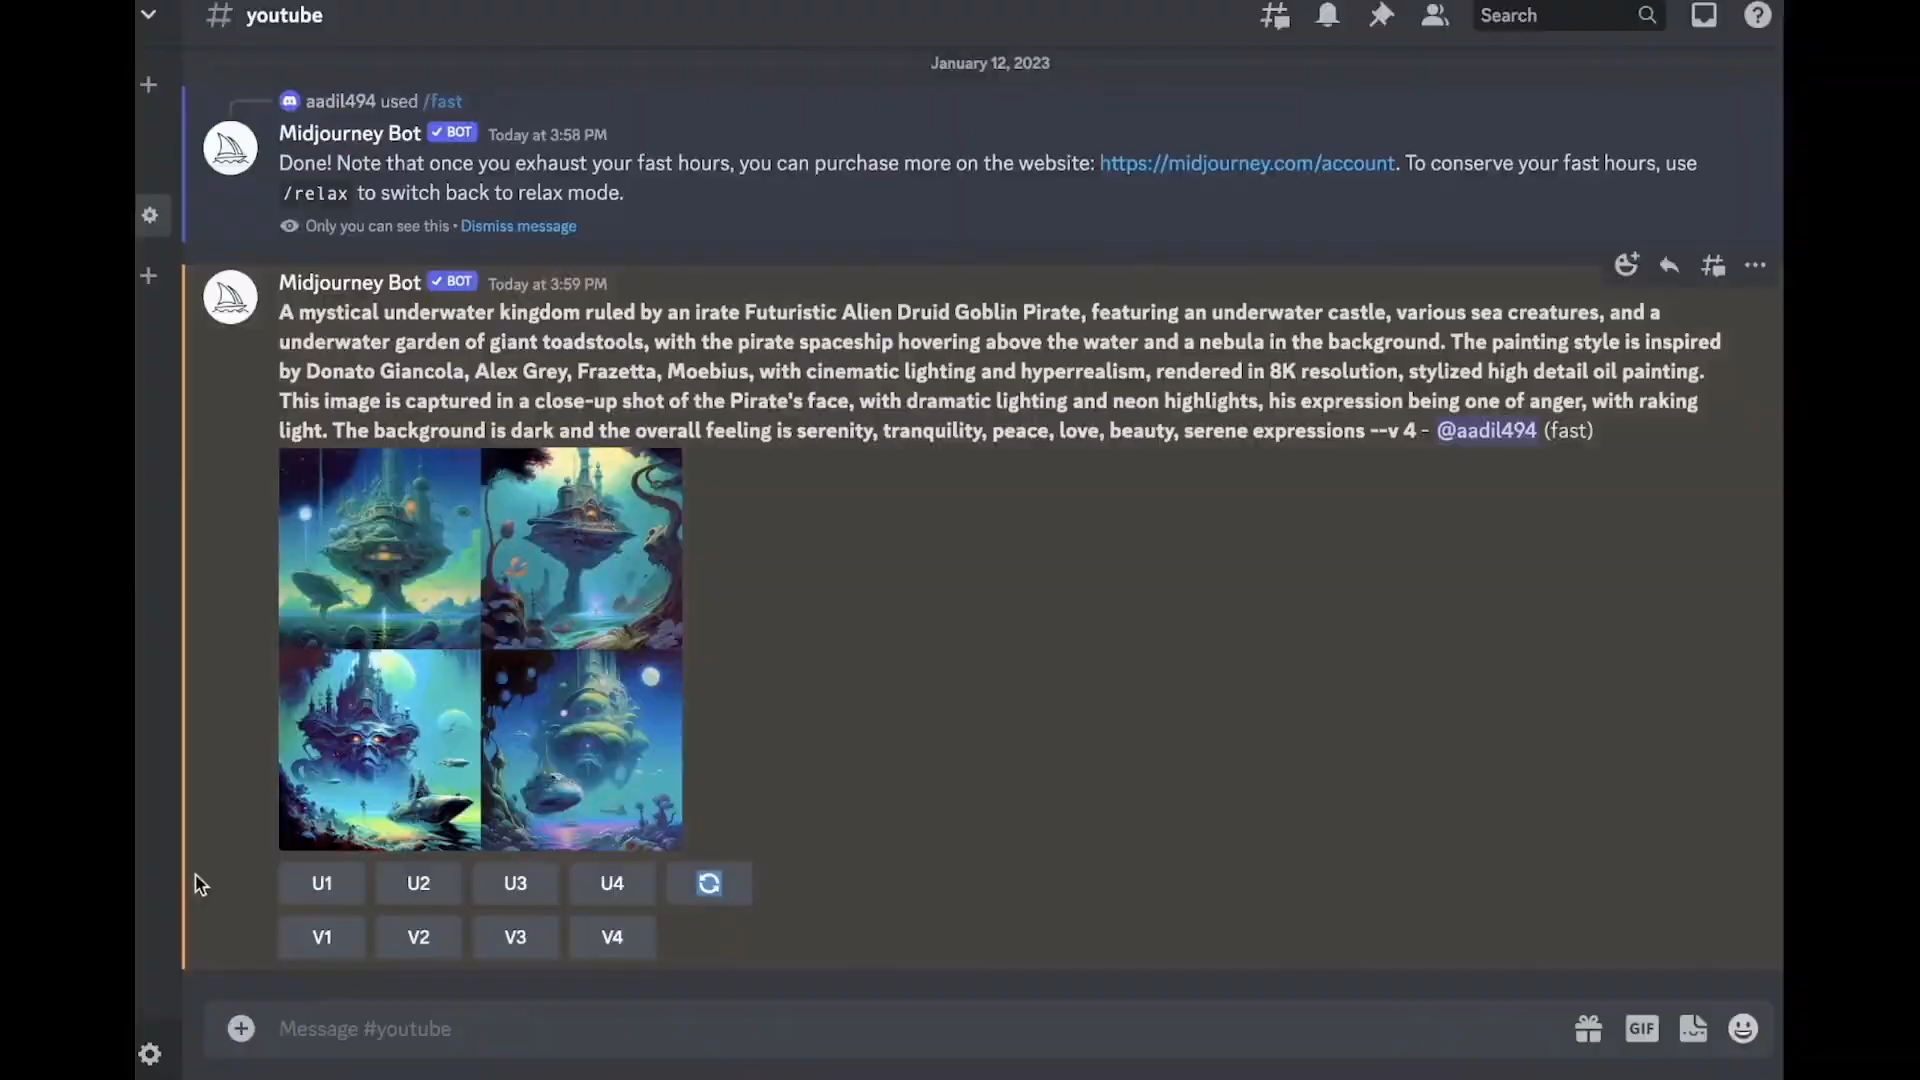 youtube
Search
January 12, 2023
aadil494 used /fast
Midjourney Bot BOT Today at 3:58 PM
Done! Note that once you exhaust your fast hours, you can purchase more on the website: https://midjourney.com/account. To conserve your fast hours, use
/relax to switch back to relax mode.
Only you can see this • Dismiss message
Midjourney Bot BOT Today at 3:59 PM
A mystical underwater kingdom ruled by an irate Futuristic Alien Druid Goblin Pirate, featuring an underwater castle, various sea creatures, and a
underwater garden of giant toadstools, with the pirate spaceship hovering above the water and a nebula in the background. The painting style is inspired
by Donato Giancola, Alex Grey, Frazetta, Moebius, with cinematic lighting and hyperrealism, rendered in 8K resolution, stylized high detail oil painting.
This image is captured in a close-up shot of the Pirate's face, with dramatic lighting and neon highlights, his expression being one of anger, with raking
light. The background is dark and the overall feeling is serenity, tranquility, peace, love, beauty, serene expressions --v 4 - @aadil494 (fast)
U1 U2 U3 U4
V1 V2 V3 V4
Message #youtube
GIF